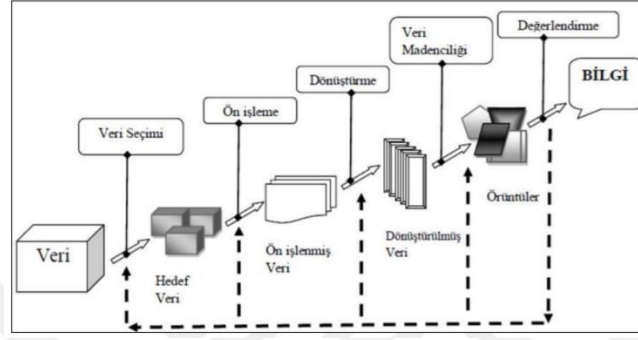 Değerlendirme
Veri
Madenciliği
BİLGİ
Dönüştürme
Ön işleme
Veri Seçimi
Örüntüler
Dönüştürülmüş
Veri
Ön işlenmiş
Veri
Veri
Hedef
Veri